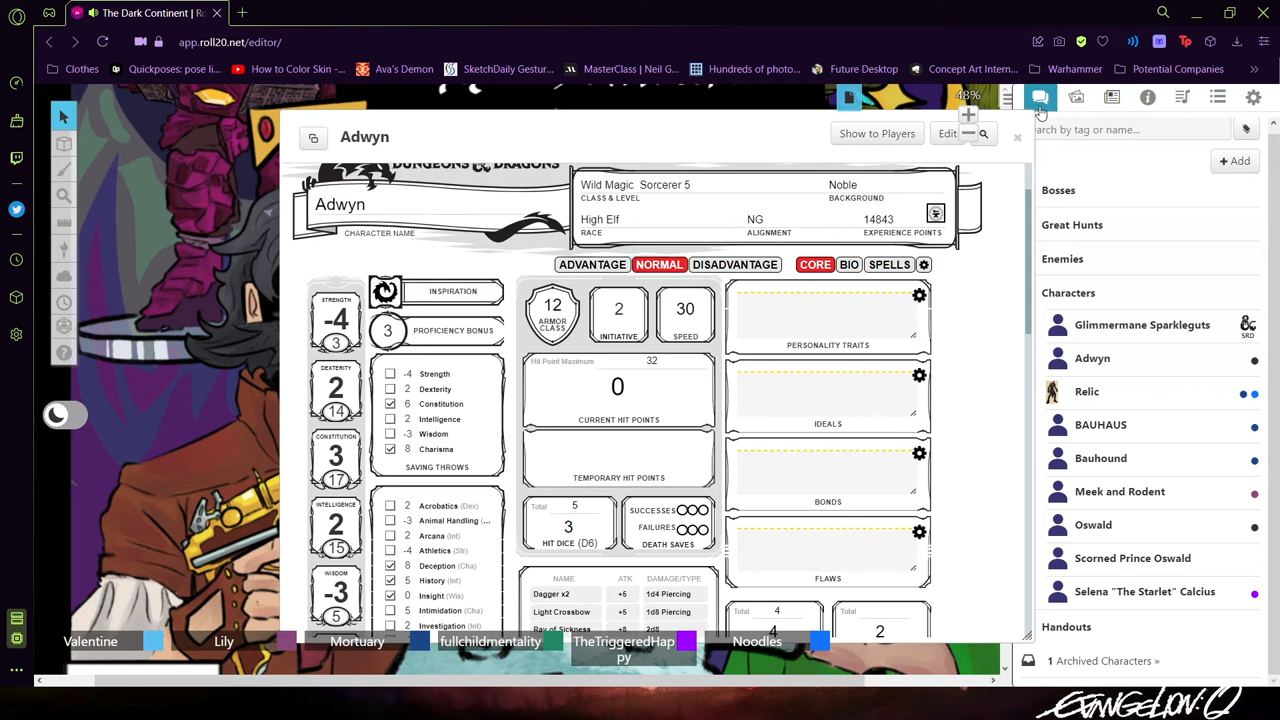 The Dark Continent | Ro
app.roll20.net/editor/
Clothes
Quickposes: pose li...
How to Color Skin -...
Ava's Demon
SketchDaily Gestur...
MasterClass | Neil G...
Hundreds of photo...
Future Desktop
Concept Art Intern...
Warhammer
Potential Companies
48%
Adwyn
Show to Players
Edit
earch by tag or name...
+ Add
DUNGEONS & DRAGONS
Adwyn
CHARACTER NAME
Wild Magic Sorcerer 5
Noble
CLASS & LEVEL
BACKGROUND
High Elf
NG
14843
RACE
ALIGNMENT
EXPERIENCE POINTS
ADVANTAGE
NORMAL
DISADVANTAGE
CORE
BIO
SPELLS
STRENGTH
-4
3
DEXTERITY
2
14
CONSTITUTION
3
17
INTELLIGENCE
2
15
WISDOM
-3
5
INSPIRATION
3
PROFICIENCY BONUS
-4 Strength
2 Dexterity
6 Constitution
2 Intelligence
-3 Wisdom
8 Charisma
SAVING THROWS
2 Acrobatics (Dex)
-3 Animal Handling (...
2 Arcana (Int)
-4 Athletics (Str)
8 Deception (Cha)
5 History (Int)
0 Insight (Wis)
5 Intimidation (Cha)
2 Investigation (Int)
12
ARMOR
CLASS
2
INITIATIVE
30
SPEED
Hit Point Maximum
32
0
CURRENT HIT POINTS
TEMPORARY HIT POINTS
Total
5
3
HIT DICE (D6)
SUCCESSES
FAILURES
DEATH SAVES
NAME
ATK
DAMAGE/TYPE
Dagger x2
+5
1d4 Piercing
Light Crossbow
+5
1d8 Piercing
Ray of Sickness
+8
2d8
PERSONALITY TRAITS
IDEALS
BONDS
FLAWS
Total
4
4
Total
2
Bosses
Great Hunts
Enemies
Characters
Glimmermane Sparkleguts
SRD
Adwyn
Relic
BAUHAUS
Bauhound
Meek and Rodent
Oswald
Scorned Prince Oswald
Selena "The Starlet" Calcius
Handouts
1 Archived Characters »
Valentine
Lily
Mortuary
fullchildmentality
TheTriggeredHap
py
Noodles